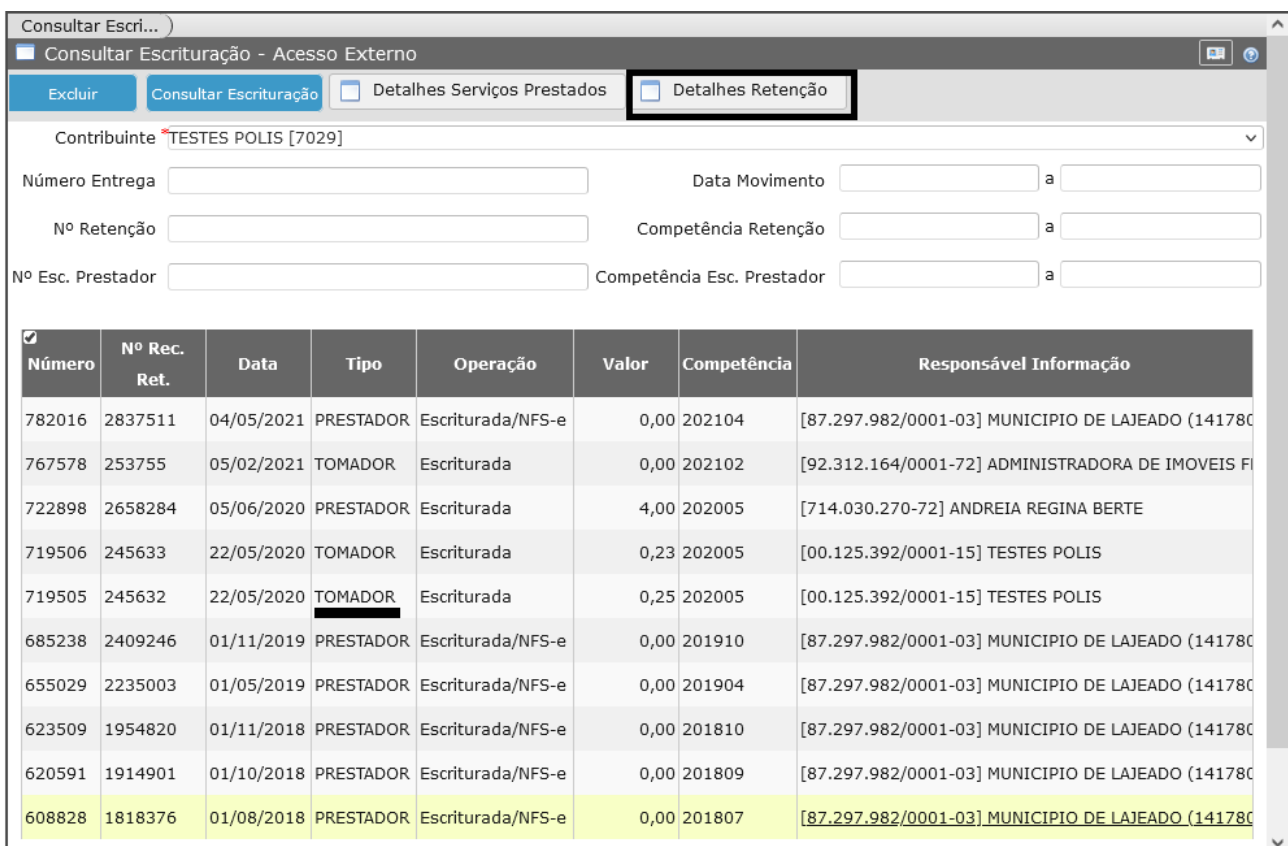 Consultar Escri...
Consultar Escrituração - Acesso Externo
Excluir Consultar Escrituração Detalhes Serviços Prestados Detalhes Retenção
Contribuinte *TESTES POLIS [7029]
Número Entrega Data Movimento a
Nº Retenção Competência Retenção a
Nº Esc. Prestador Competência Esc. Prestador a
Número Nº Rec. Ret. Data Tipo Operação Valor Competência Responsável Informação
782016 2837511 04/05/2021 PRESTADOR Escriturada/NFS-e 0,00 202104 [87.297.982/0001-03] MUNICIPIO DE LAJEADO (141780
767578 253755 05/02/2021 TOMADOR Escriturada 0,00 202102 [92.312.164/0001-72] ADMINISTRADORA DE IMOVEIS F
722898 2658284 05/06/2020 PRESTADOR Escriturada 4,00 202005 [714.030.270-72] ANDREIA REGINA BERTE
719506 245633 22/05/2020 TOMADOR Escriturada 0,23 202005 [00.125.392/0001-15] TESTES POLIS
719505 245632 22/05/2020 TOMADOR Escriturada 0,25 202005 [00.125.392/0001-15] TESTES POLIS
685238 2409246 01/11/2019 PRESTADOR Escriturada/NFS-e 0,00 201910 [87.297.982/0001-03] MUNICIPIO DE LAJEADO (141780
655029 2235003 01/05/2019 PRESTADOR Escriturada/NFS-e 0,00 201904 [87.297.982/0001-03] MUNICIPIO DE LAJEADO (141780
623509 1954820 01/11/2018 PRESTADOR Escriturada/NFS-e 0,00 201810 [87.297.982/0001-03] MUNICIPIO DE LAJEADO (141780
620591 1914901 01/10/2018 PRESTADOR Escriturada/NFS-e 0,00 201809 [87.297.982/0001-03] MUNICIPIO DE LAJEADO (141780
608828 1818376 01/08/2018 PRESTADOR Escriturada/NFS-e 0,00 201807 [87.297.982/0001-03] MUNICIPIO DE LAJEADO (141780